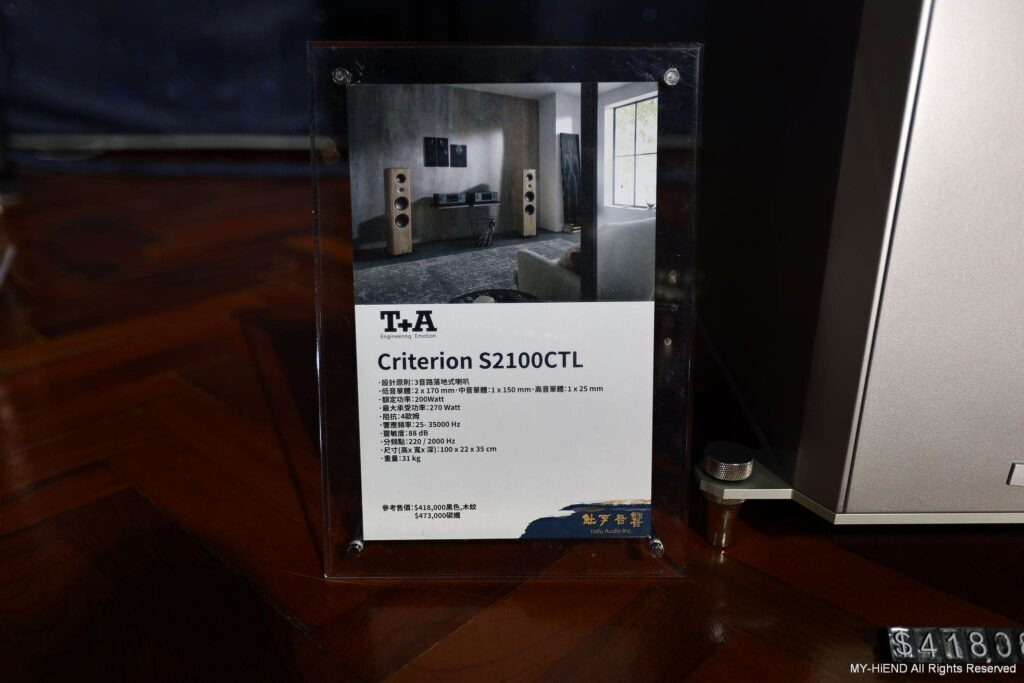 T+A
Engineering · Emotion
Criterion S2100CTL
·設計原則:3音路落地式喇叭
·低音單體:2 x 170 mm·中音單體:1 x 150 mm·高音單體:1 x 25 mm
·額定功率:200Watt
·最大承受功率:270 Watt
·阻抗:4歐姆
·響應頻率:25- 35000 Hz
·靈敏度:88 dB
·分頻點:220 / 2000 Hz
·尺寸(高x 寬x 深):100 x 22 x 35 cm
·重量:31 kg
參考售價:$418,000黑色,木紋
$473,000碳纖
鈦孚音響
Taifu Audio Inc.
$418,0
MY-HiEND All Rights Reserved